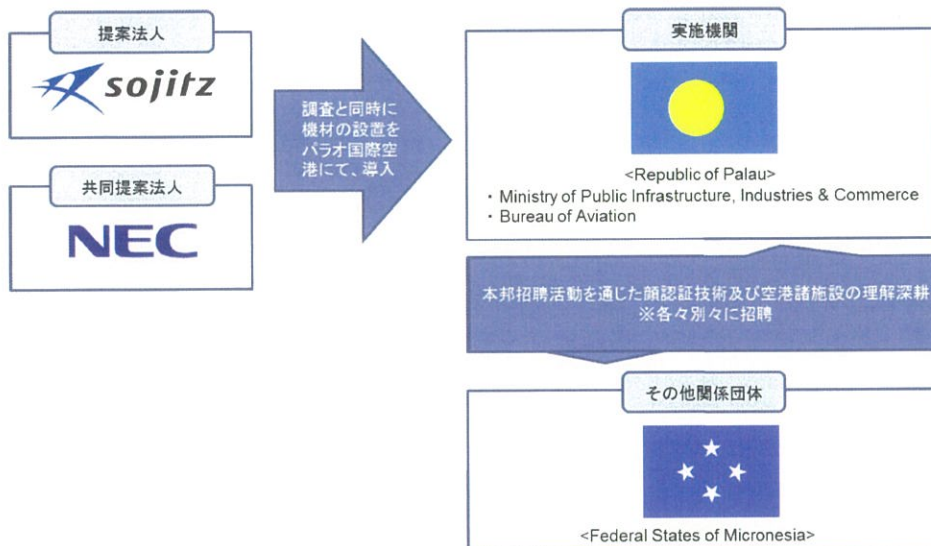 提案法人
sojitz
共同提案法人
NEC
調査と同時に
機材の設置を
パラオ国際空
港にて、導入
実施機関
<Republic of Palau>
・Ministry of Public Infrastructure, Industries & Commerce
・Bureau of Aviation
本邦招聘活動を通じた顔認証技術及び空港諸施設の理解深耕
※各々別々に招聘
その他関係団体
<Federal States of Micronesia>